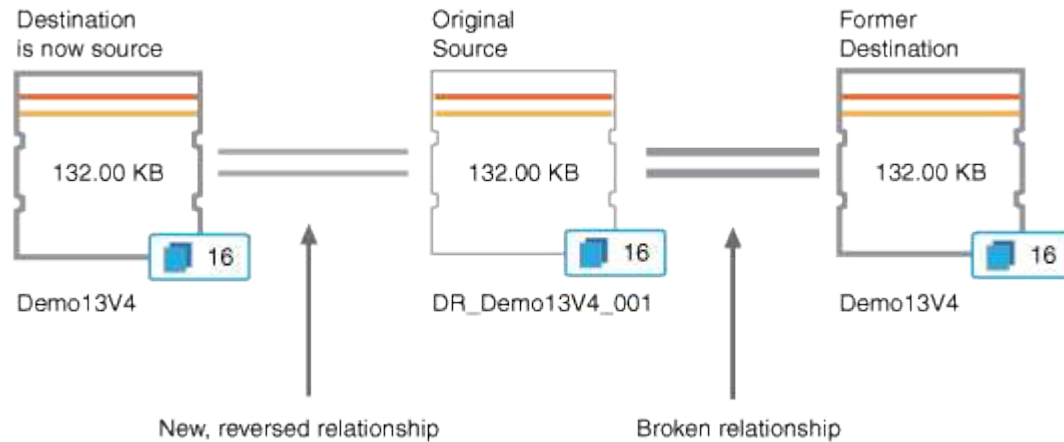 Destination
is now source
Original
Source
Former
Destination
132.00 KB
132.00 KB
132.00 KB
16
16
16
Demo13V4
DR_Demo13V4_001
Demo13V4
New, reversed relationship
Broken relationship